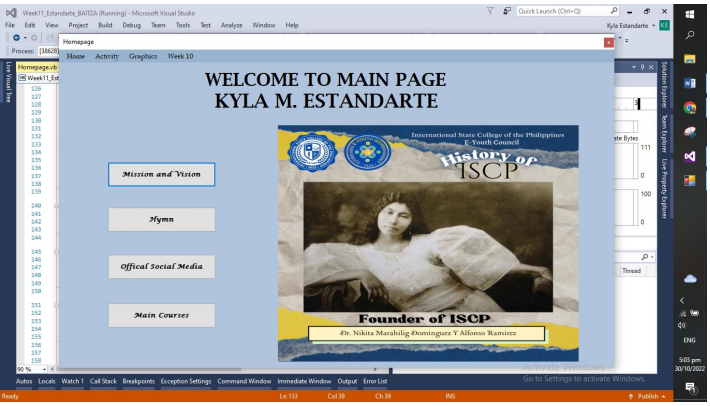 Week11_Estandarte_BAIT2A (Running) - Microsoft Visual Studio
Quick Launch (Ctrl+Q)
File Edit View Project Build Debug Team Tools Test Analyze Window Help
Kyla Estandarte KE
Process: [38628]
Homepage
x
Home Activity Graphics Week 10
Live Visual Tree
Homepage.vb
Week11_Est
126
127
128
129
130
131
132
133
134
135
136
137
138
139
140
141
142
143
144
145
146
147
148
149
150
151
152
153
154
155
156
157
158
WELCOME TO MAIN PAGE
KYLA M. ESTANDARTE
Mission and Vision
Hymn
Offical Social Media
Main Courses
International State College of the Philippines
E-Youth Council
History of
ISCP
Founder of ISCP
Dr. Nikita Marahilig Dominguez Y Alfonso Ramirez
ate Bytes
111
0
100
0
Thread
Solution Explorer
Team Explorer
Live Property Explorer
90 %
Activate Windows
Go to Settings to activate Windows.
Autos Locals Watch 1 Call Stack Breakpoints Exception Settings Command Window Immediate Window Output Error List
Ready
Ln 133 Col 39 Ch 39 INS
Publish
ENG
5:03 pm
30/10/2022